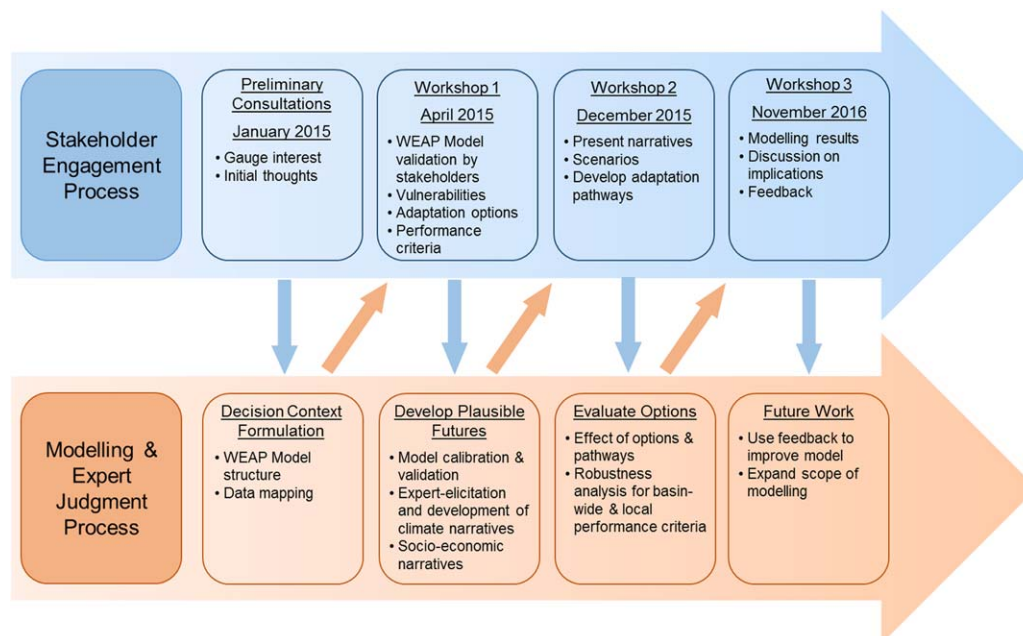 Stakeholder
Engagement
Process
Preliminary
Consultations
January 2015
• Gauge interest
• Initial thoughts
Workshop 1
April 2015
• WEAP Model
validation by
stakeholders
• Vulnerabilities
• Adaptation options
• Performance
criteria
Workshop 2
December 2015
• Present narratives
• Scenarios
• Develop adaptation
pathways
Workshop 3
November 2016
• Modelling results
• Discussion on
implications
• Feedback
Modelling &
Expert
Judgment
Process
Decision Context
Formulation
• WEAP Model
structure
• Data mapping
Develop Plausible
Futures
• Model calibration &
validation
• Expert-elicitation
and development of
climate narratives
• Socio-economic
narratives
Evaluate Options
• Effect of options &
pathways
• Robustness
analysis for basin-
wide & local
performance criteria
Future Work
• Use feedback to
improve model
• Expand scope of
modelling